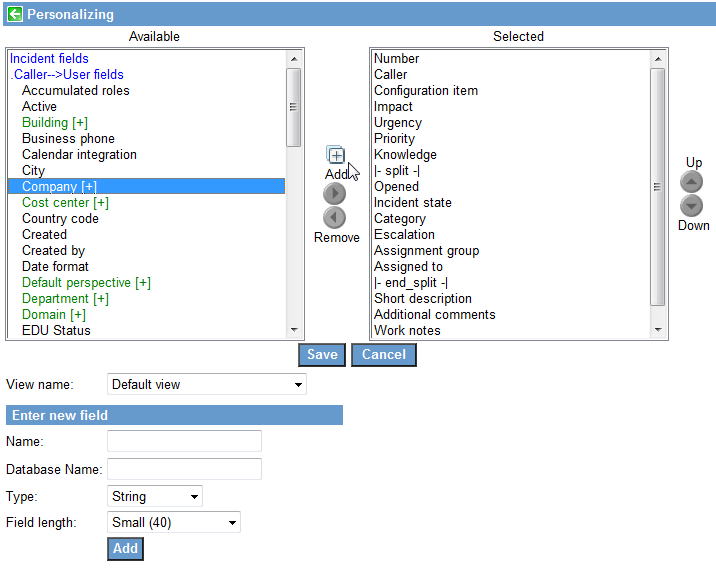 Personalizing
Available
Incident fields
.Caller-->User fields
Accumulated roles
Active
Building [+]
Business phone
Calendar integration
City
Company [+]
Cost center [+]
Country code
Created
Created by
Date format
Default perspective [+]
Department [+]
Domain [+]
EDU Status
Add
Remove
Selected
Number
Caller
Configuration item
Impact
Urgency
Priority
Knowledge
|- split -|
Opened
Incident state
Category
Escalation
Assignment group
Assigned to
|- end_split -|
Short description
Additional comments
Work notes
Up
Down
Save Cancel
View name: Default view
Enter new field
Name:
Database Name:
Type: String
Field length: Small (40)
Add